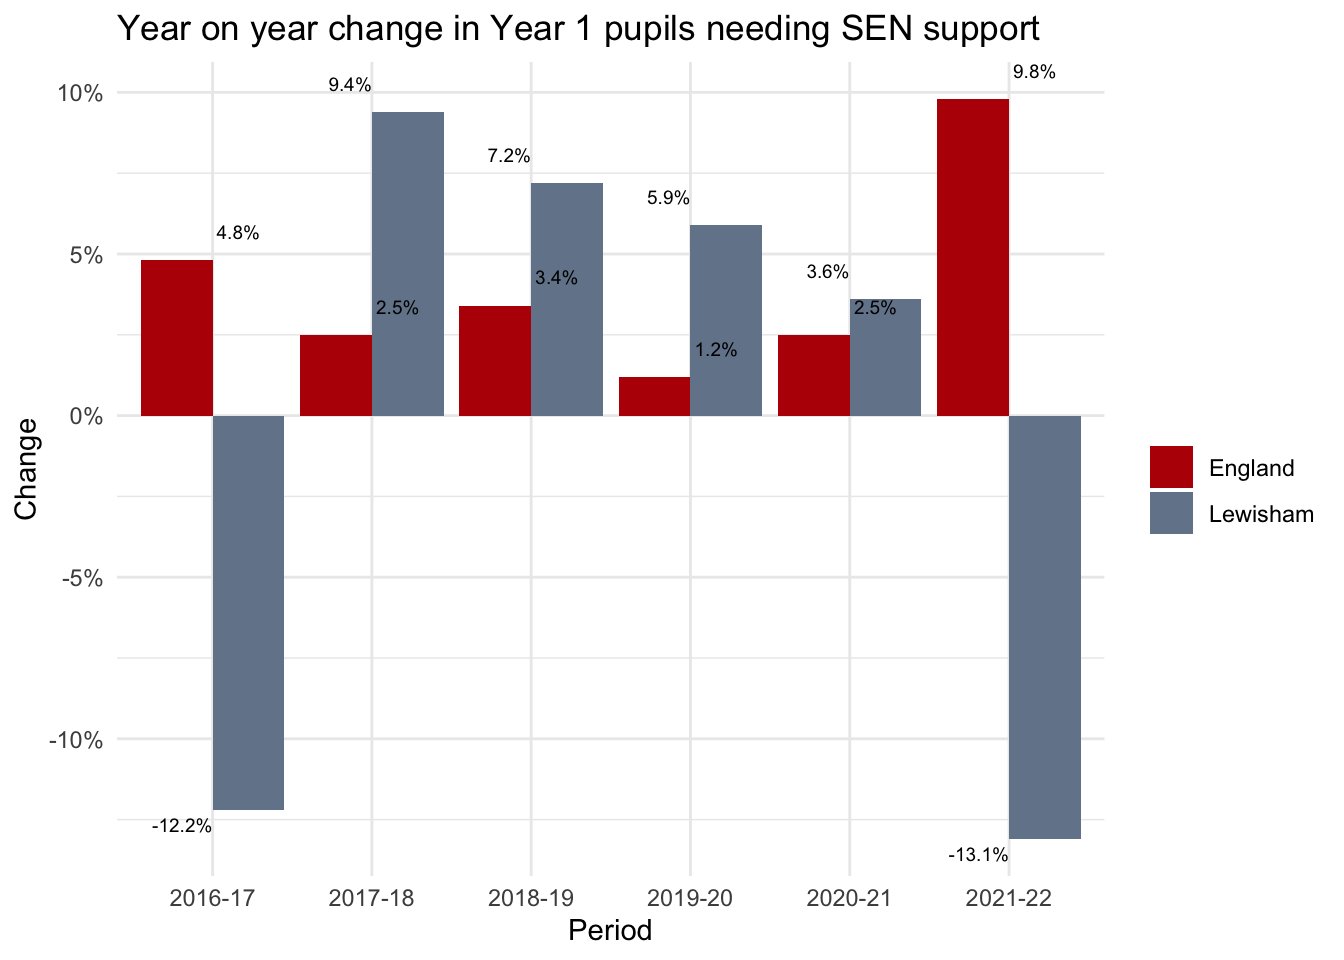 Year on year change in Year 1 pupils needing SEN support
9.8%
9.4%
10%
7.2%
5.9%
4.8%
5%
3.4%
3.6%
2.5%
2.5%
1.2%
0%
Change
England
Lewisham
-5%
-10%
-12.2%
-13.1%
2016-17 2017-18 2018-19 2019-20 2020-21 2021-22
Period